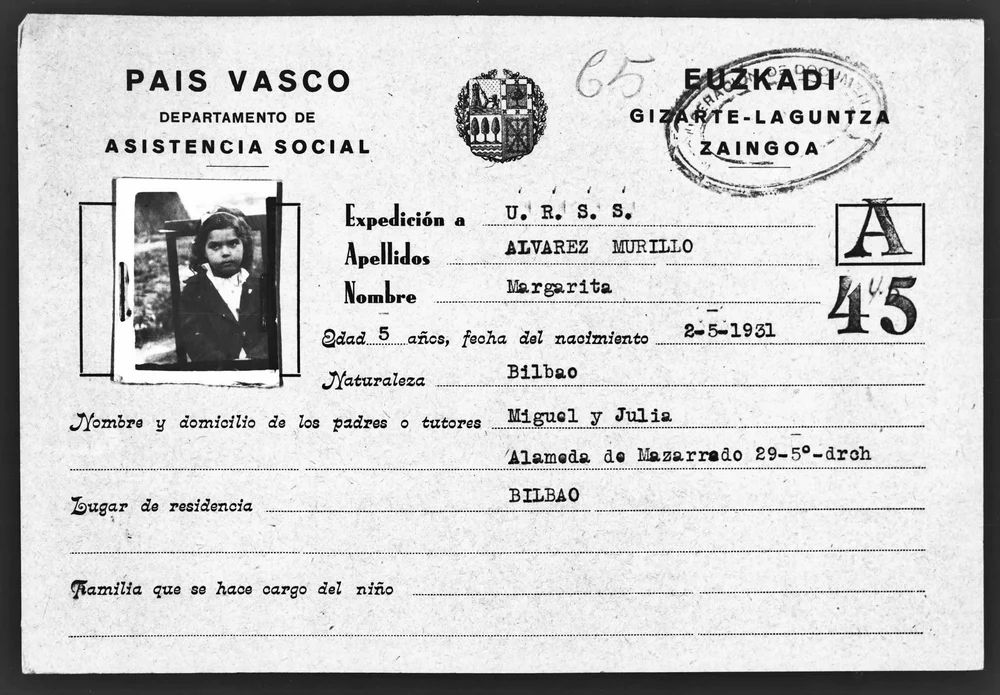 PAIS VASCO
DEPARTAMENTO DE
ASISTENCIA SOCIAL
65
EUZKADI
GIZARTE-LAGUNTZA
ZAINGOA
Expedición a U. R. S. S.
Apellidos ALVAREZ MURILLO
Nombre Margarita
A
45
Edad 5 años, fecha del nacimiento 2-5-1931
Naturaleza Bilbao
Nombre y domicilio de los padres o tutores Miguel y Julia
Alameda de Mazarredo 29-5º-drch
Lugar de residencia BILBAO
Familia que se hace cargo del niño